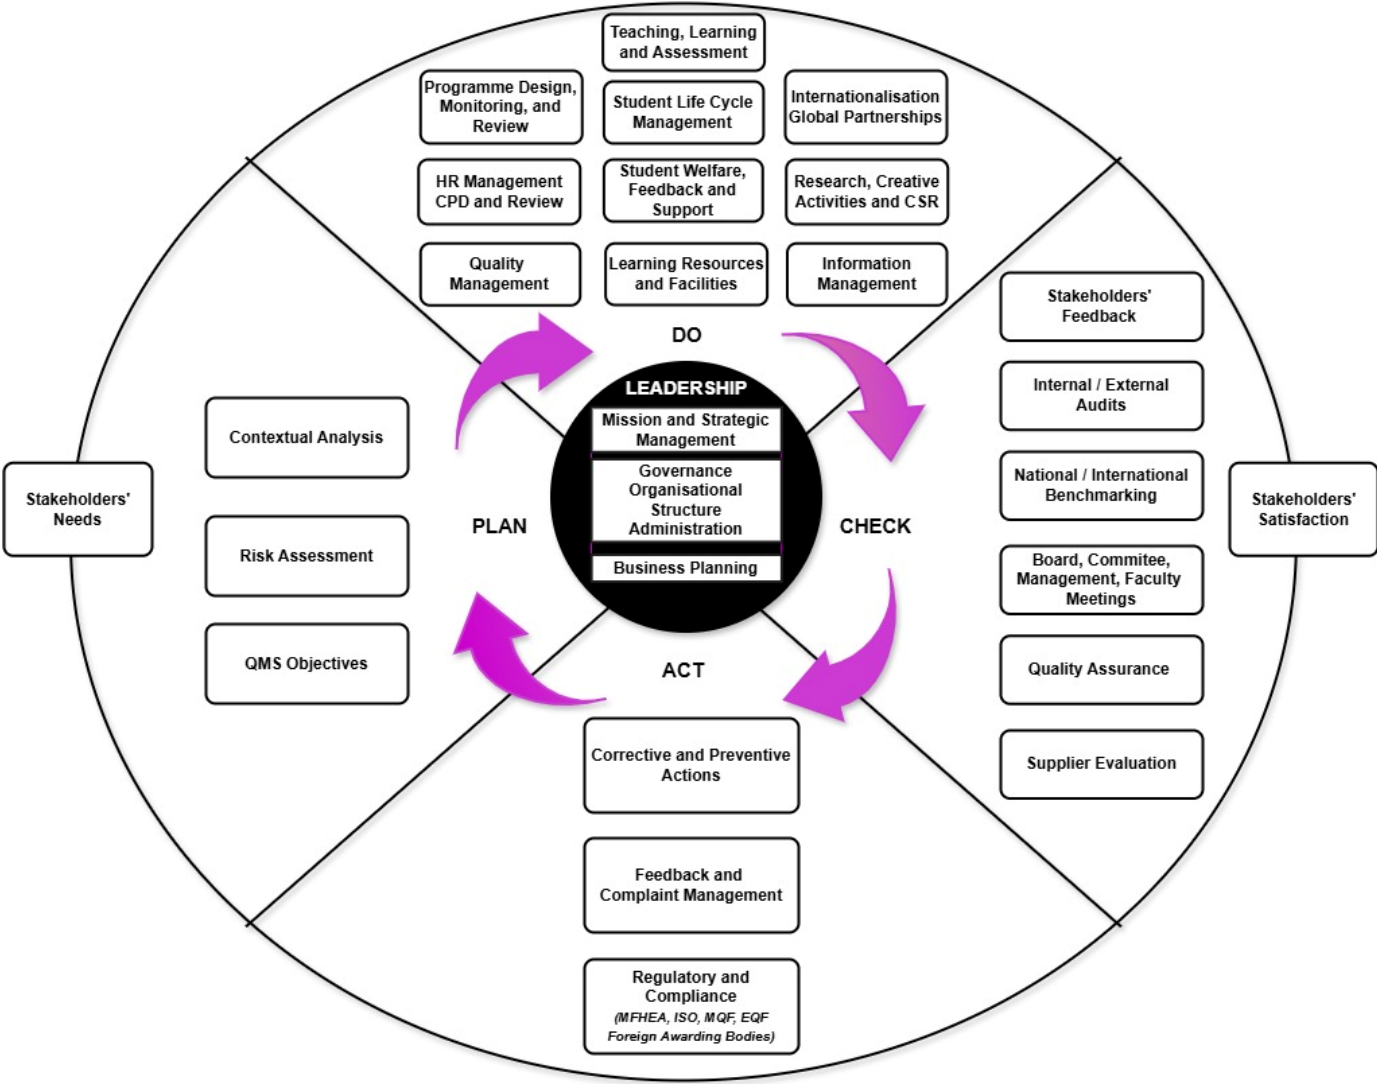 Teaching, Learning
and Assessment
Programme Design,
Monitoring, and
Review
Student Life Cycle
Management
Internationalisation
Global Partnerships
HR Management
CPD and Review
Student Welfare,
Feedback and
Support
Research, Creative
Activities and CSR
Quality
Management
Learning Resources
and Facilities
Information
Management
DO
LEADERSHIP
Mission and Strategic
Management
Governance
Organisational
Structure
Administration
Business Planning
Stakeholders'
Needs
Contextual Analysis
Risk Assessment
QMS Objectives
PLAN
CHECK
Stakeholders'
Feedback
Internal / External
Audits
National / International
Benchmarking
Board, Commitee,
Management, Faculty
Meetings
Quality Assurance
Supplier Evaluation
Stakeholders'
Satisfaction
ACT
Corrective and Preventive
Actions
Feedback and
Complaint Management
Regulatory and
Compliance
(MFHEA, ISO, MQF, EQF
Foreign Awarding Bodies)